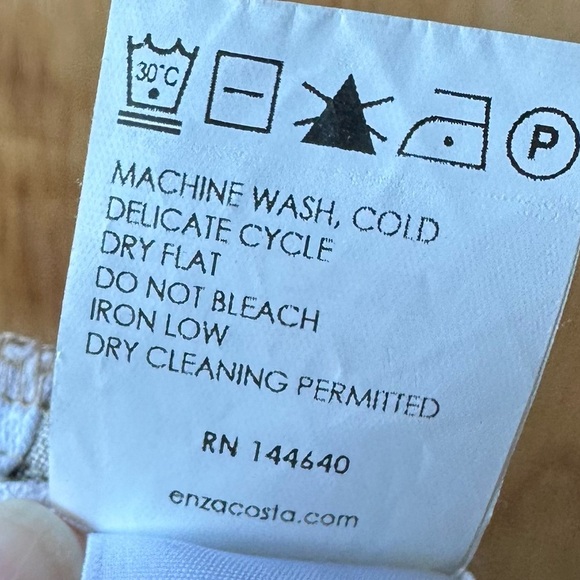 30°C
P
MACHINE WASH, COLD
DELICATE CYCLE
DRY FLAT
DO NOT BLEACH
IRON LOW
DRY CLEANING PERMITTED
RN 144640
enzacosta.com